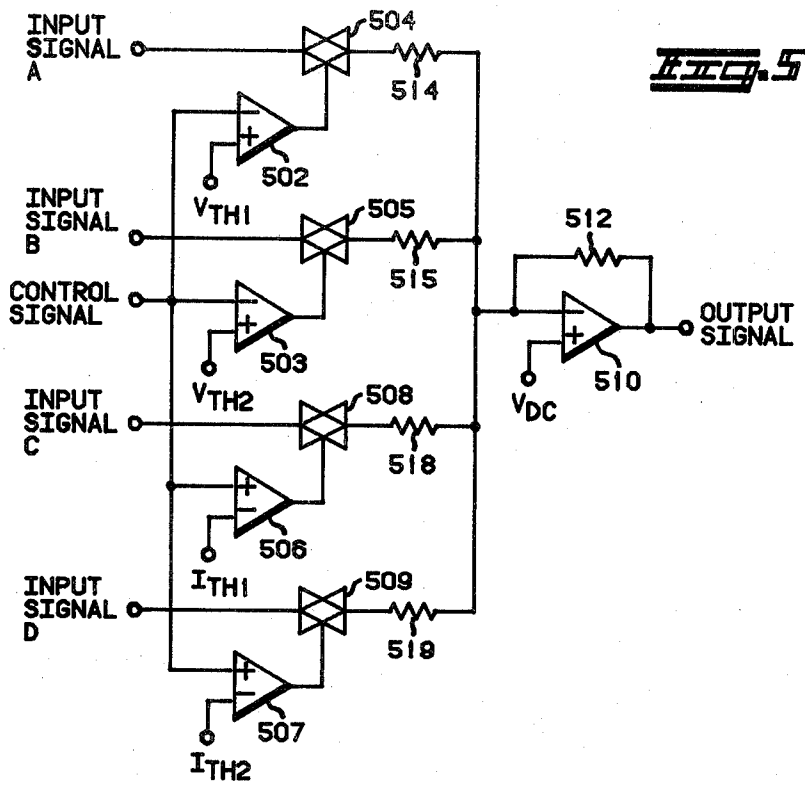 INPUT
SIGNAL
A
504
514
Fig. 5
502
VTH1
INPUT
SIGNAL
B
505
515
512
CONTROL
SIGNAL
503
VTH2
OUTPUT
SIGNAL
510
VDC
INPUT
SIGNAL
C
508
518
506
ITH1
INPUT
SIGNAL
D
509
519
507
ITH2